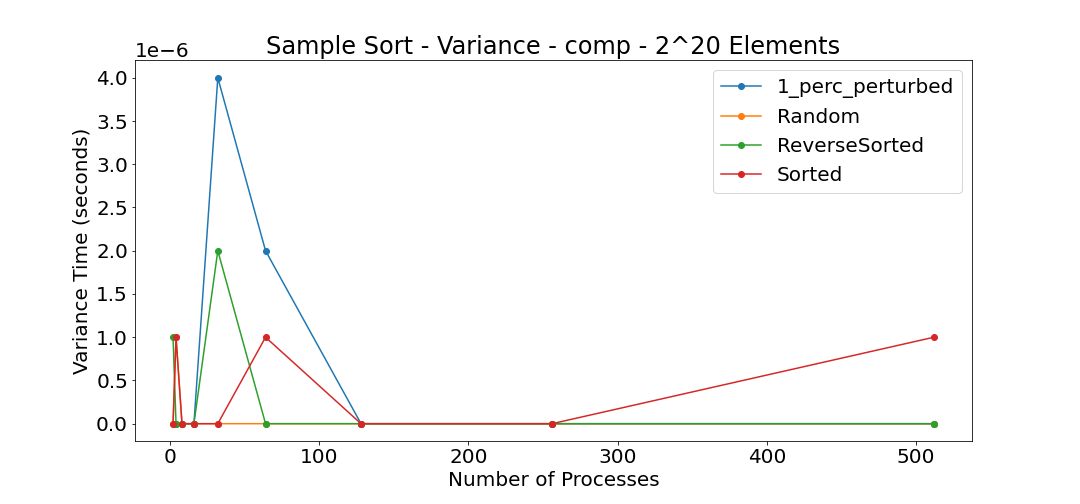 Sample Sort - Variance - comp - 2^20 Elements
1e−6
4.0
3.5
3.0
2.5
2.0
1.5
1.0
0.5
0.0
Variance Time (seconds)
1_perc_perturbed
Random
ReverseSorted
Sorted
0 100 200 300 400 500
Number of Processes